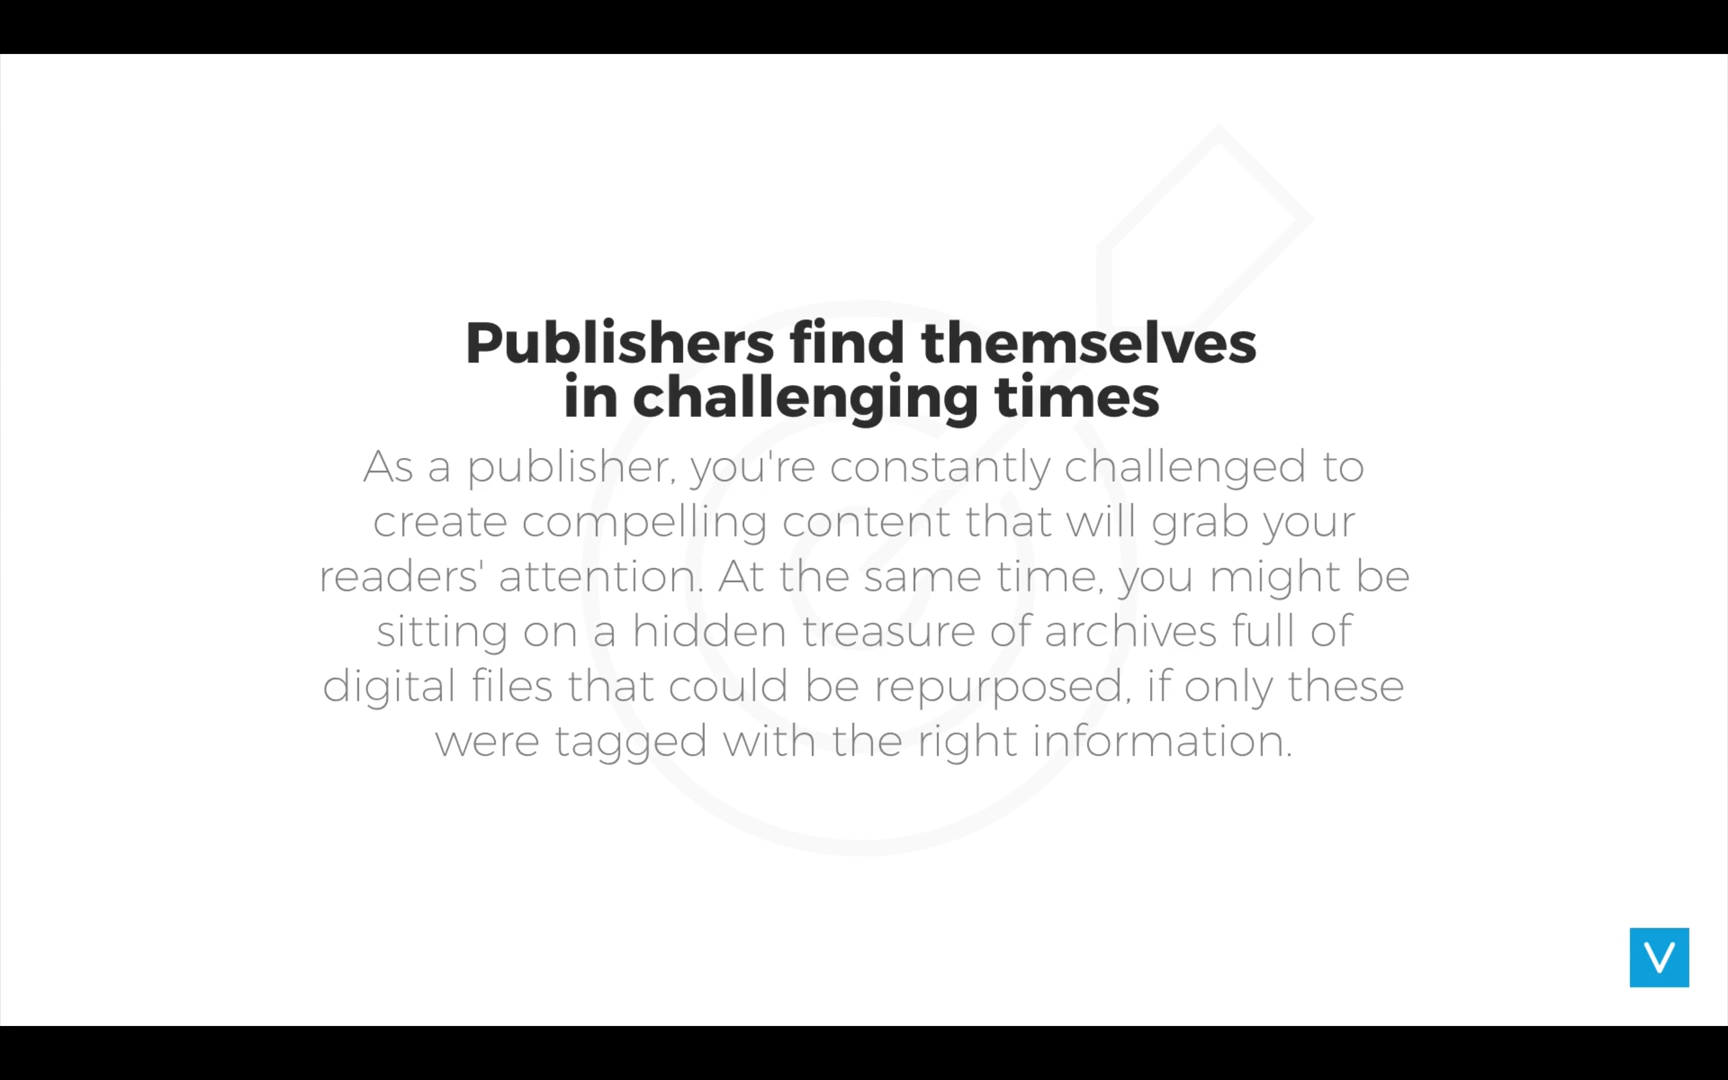 Publishers find themselves
in challenging times
As a publisher, you're constantly challenged to
create compelling content that will grab your
readers' attention. At the same time, you might be
sitting on a hidden treasure of archives full of
digital files that could be repurposed, if only these
were tagged with the right information.
V